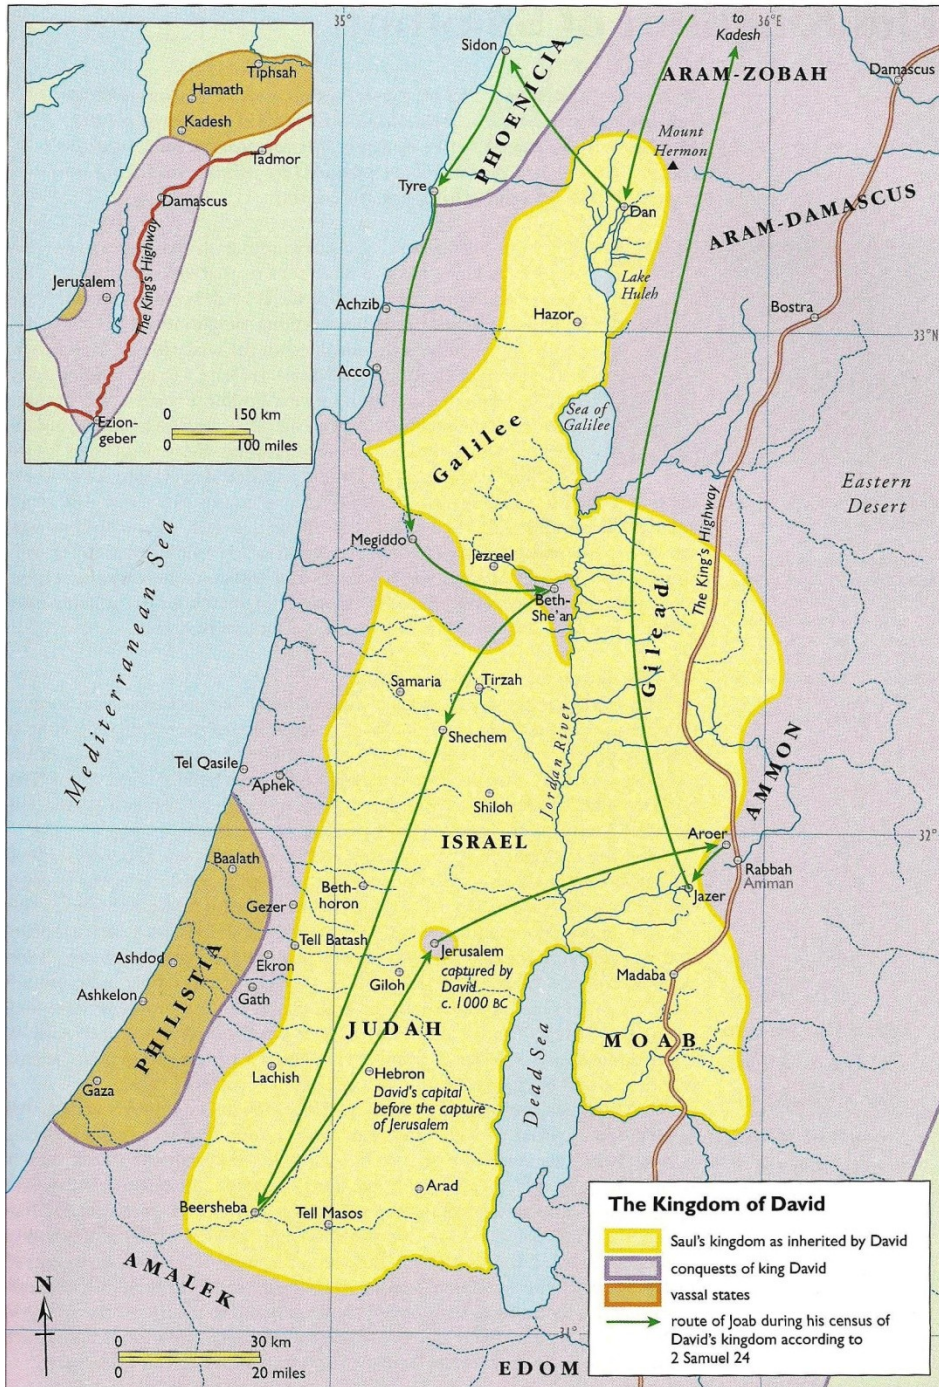 35°
36°E
to
Kadesh
Sidon
PHOENICIA
ARAM-ZOBAH
Damascus
Tiphsah
Hamath
Kadesh
Tadmor
Damascus
The King's Highway
Jerusalem
Ezion-
geber
0 150 km
0 100 miles
Mount
Hermon
Tyre
Dan
ARAM-DAMASCUS
Lake
Huleh
Achzib
Hazor
Bostra
33°N
Acco
Sea of
Galilee
Galilee
Eastern
Desert
The King's Highway
Megiddo
Jezreel
Beth-
She'an
Gilead
Mediterranean Sea
Samaria
Tirzah
Shechem
Jordan River
Tel Qasile
Aphek
Shiloh
AMMON
32°
ISRAEL
Aroer
Rabbah
Amman
Baalath
Beth-
horon
Jazer
Gezer
Tell Batash
Jerusalem
captured by
David
c. 1000 BC
Ashdod
Ekron
Giloh
Madaba
Gath
Ashkelon
PHILISTIA
JUDAH
MOAB
Dead Sea
Lachish
Hebron
David's capital
before the capture
of Jerusalem
Gaza
Arad
Beersheba
Tell Masos
AMALEK
N
0 30 km
0 20 miles
31°
EDOM
The Kingdom of David
Saul's kingdom as inherited by David
conquests of king David
vassal states
route of Joab during his census of
David's kingdom according to
2 Samuel 24